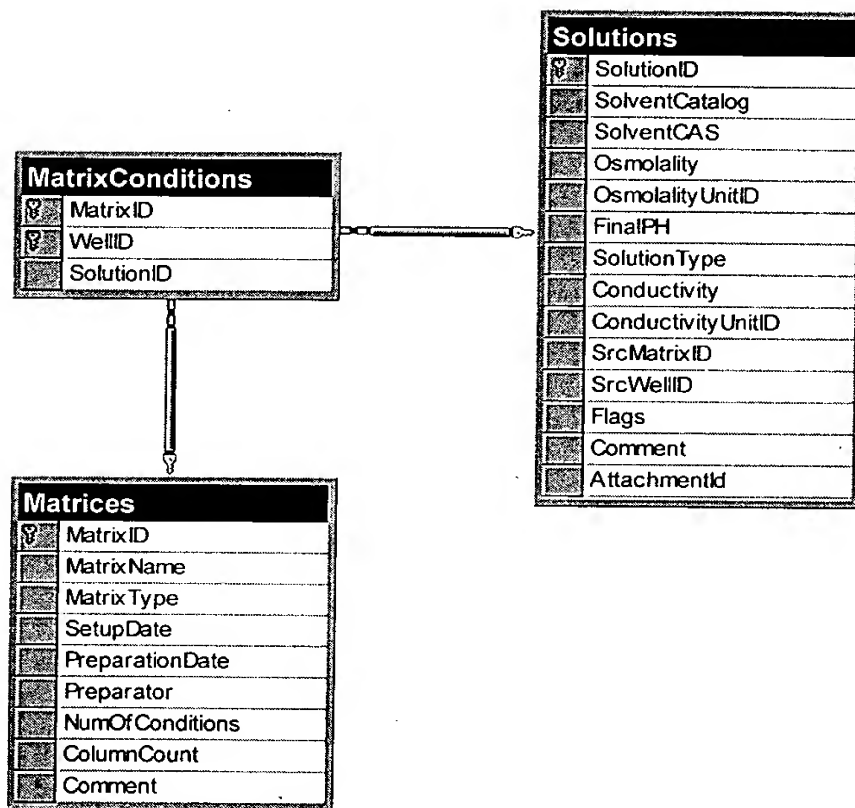 Solutions
SolutionID
SolventCatalog
SolventCAS
Osmolality
OsmolalityUnitID
FinalPH
SolutionType
Conductivity
ConductivityUnitID
SrcMatrixID
SrcWellID
Flags
Comment
AttachmentId
MatrixConditions
MatrixID
WellID
SolutionID
Matrices
MatrixID
MatrixName
MatrixType
SetupDate
PreparationDate
Preparator
NumOfConditions
ColumnCount
Comment